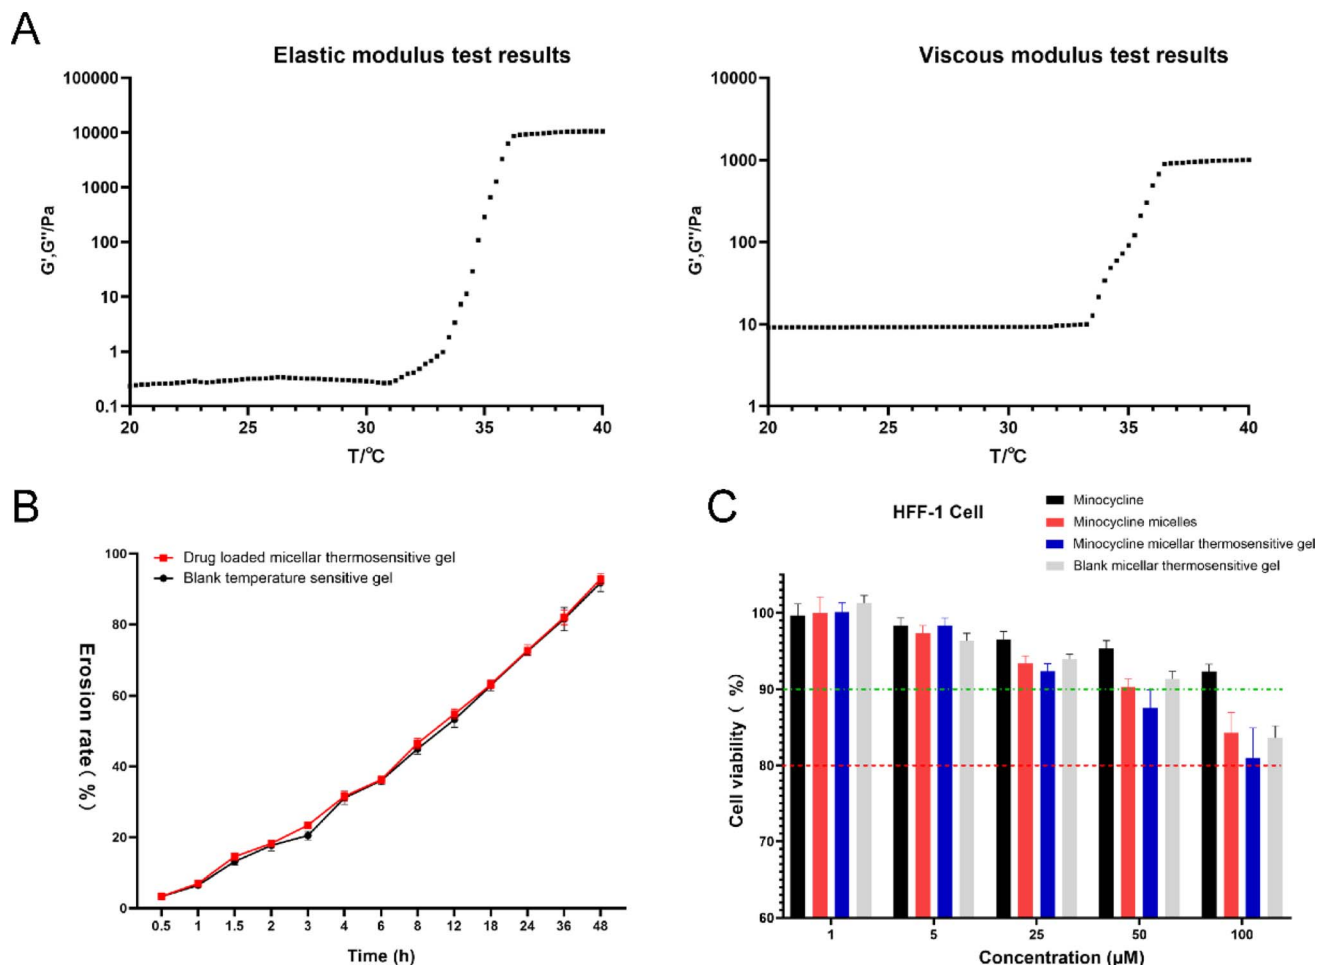 A
Elastic modulus test results
100000
10000
1000
100
10
1
0.1
G',G''/Pa
20
25
30
35
40
T/°C
Viscous modulus test results
10000
1000
100
10
1
G',G''/Pa
20
25
30
35
40
T/°C
B
Drug loaded micellar thermosensitive gel
Blank temperature sensitive gel
100
80
60
40
20
0
Erosion rate( %)
0.5
1
1.5
2
3
4
6
8
12
18
24
36
48
Time (h)
C
HFF-1 Cell
Minocycline
Minocycline micelles
Minocycline micellar thermosensitive gel
Blank micellar thermosensitive gel
100
90
80
70
60
Cell viability( %)
1
5
25
50
100
Concentration (μM)